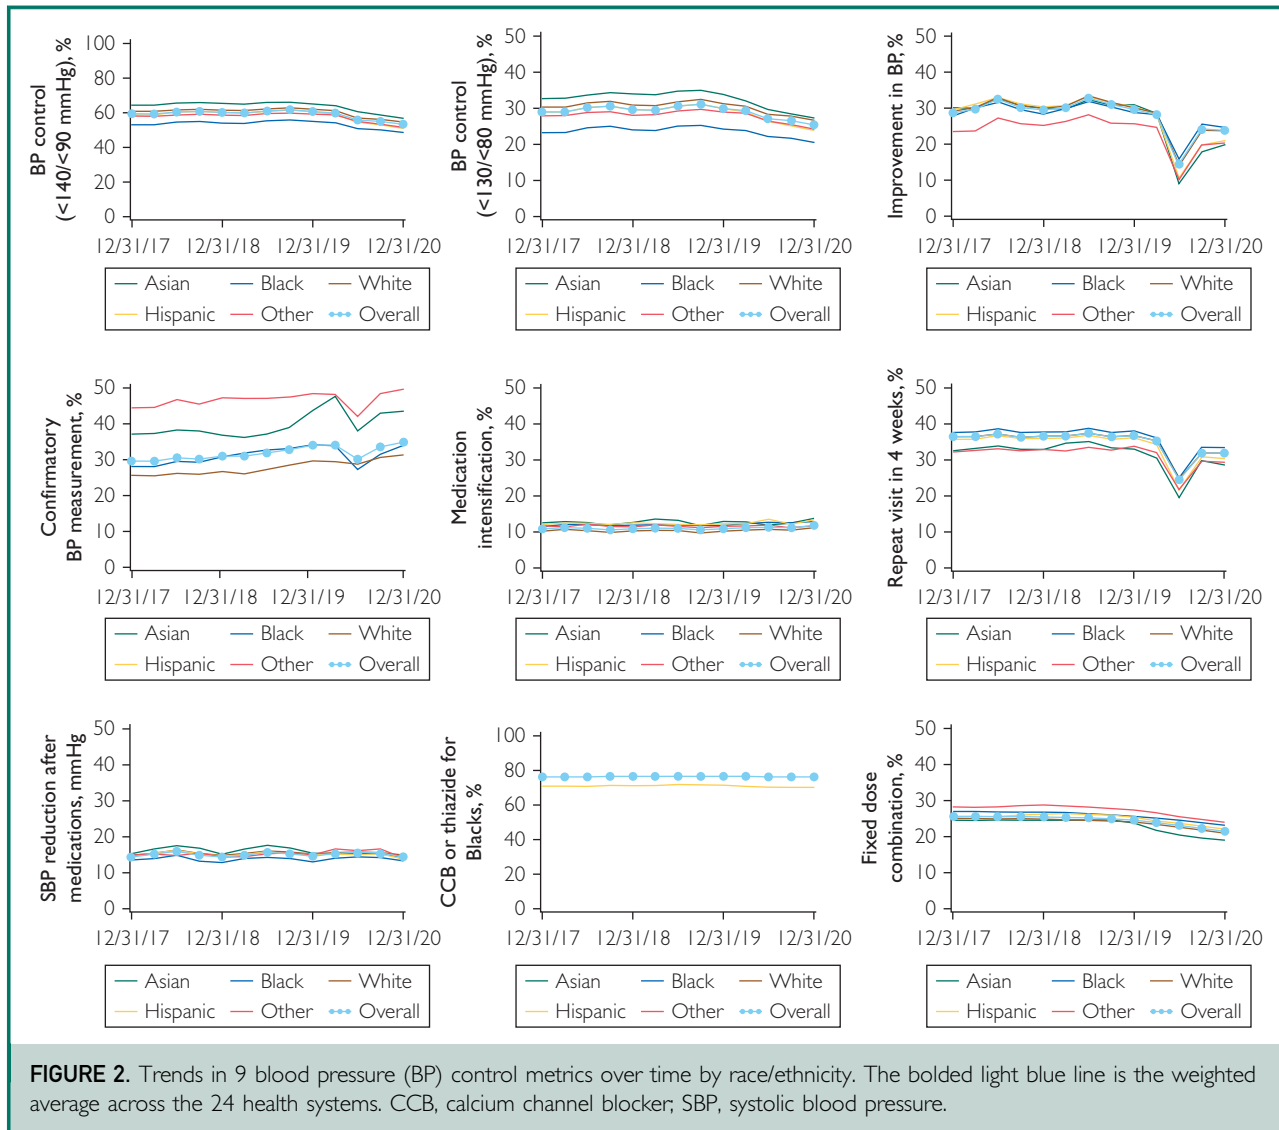 BP control
(<140/<90 mmHg), %
100
80
60
40
20
0
12/31/17 12/31/18 12/31/19 12/31/20
Asian Black White
Hispanic Other Overall
BP control
(<130/<80 mmHg), %
50
40
30
20
10
0
12/31/17 12/31/18 12/31/19 12/31/20
Asian Black White
Hispanic Other Overall
Improvement in BP, %
50
40
30
20
10
0
12/31/17 12/31/18 12/31/19 12/31/20
Asian Black White
Hispanic Other Overall
Confirmatory
BP measurement, %
50
40
30
20
10
0
12/31/17 12/31/18 12/31/19 12/31/20
Asian Black White
Hispanic Other Overall
Medication
intensification, %
50
40
30
20
10
0
12/31/17 12/31/18 12/31/19 12/31/20
Asian Black White
Hispanic Other Overall
Repeat visit in 4 weeks, %
50
40
30
20
10
0
12/31/17 12/31/18 12/31/19 12/31/20
Asian Black White
Hispanic Other Overall
SBP reduction after
medications, mmHg
50
40
30
20
10
0
12/31/17 12/31/18 12/31/19 12/31/20
Asian Black White
Hispanic Other Overall
CCB or thiazide for
Blacks, %
100
80
60
40
20
0
12/31/17 12/31/18 12/31/19 12/31/20
Asian Black White
Hispanic Other Overall
Fixed dose
combination, %
50
40
30
20
10
0
12/31/17 12/31/18 12/31/19 12/31/20
Asian Black White
Hispanic Other Overall
FIGURE 2. Trends in 9 blood pressure (BP) control metrics over time by race/ethnicity. The bolded light blue line is the weighted
average across the 24 health systems. CCB, calcium channel blocker; SBP, systolic blood pressure.